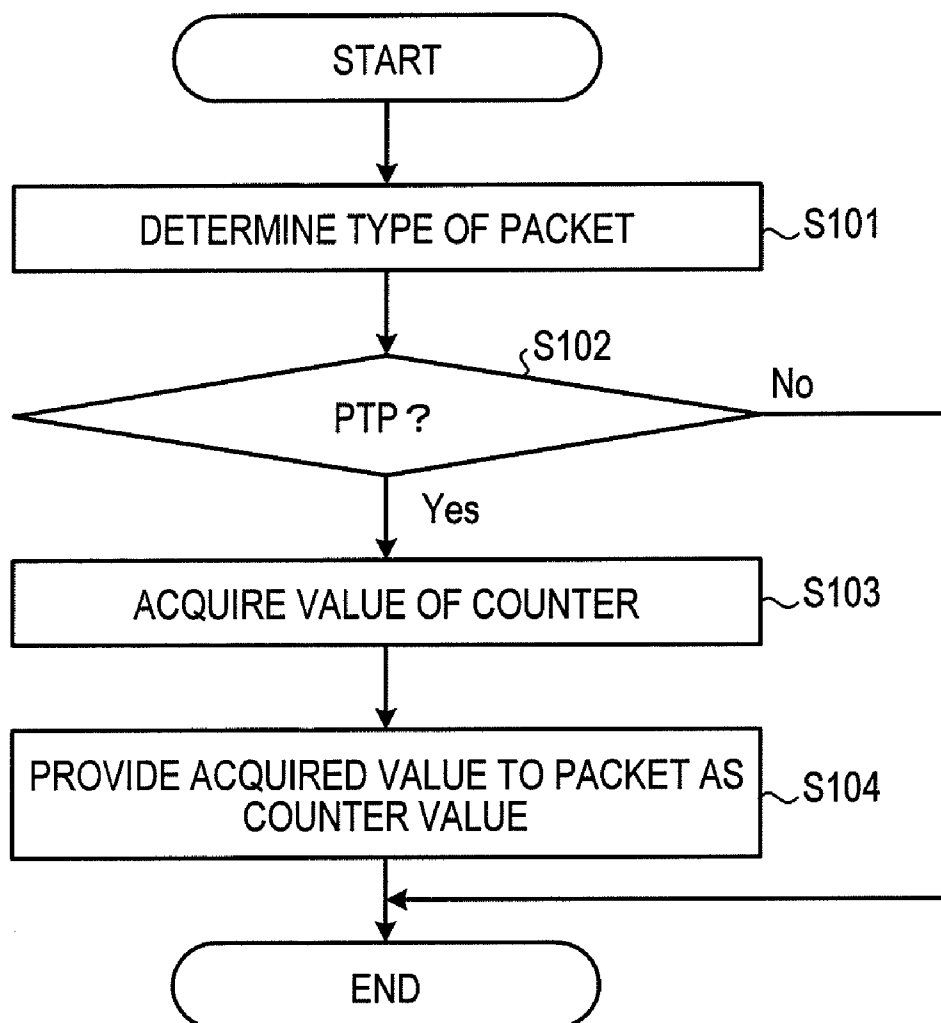 START
DETERMINE TYPE OF PACKET
S101
S102
PTP?
No
Yes
ACQUIRE VALUE OF COUNTER
S103
PROVIDE ACQUIRED VALUE TO PACKET AS
COUNTER VALUE
S104
END